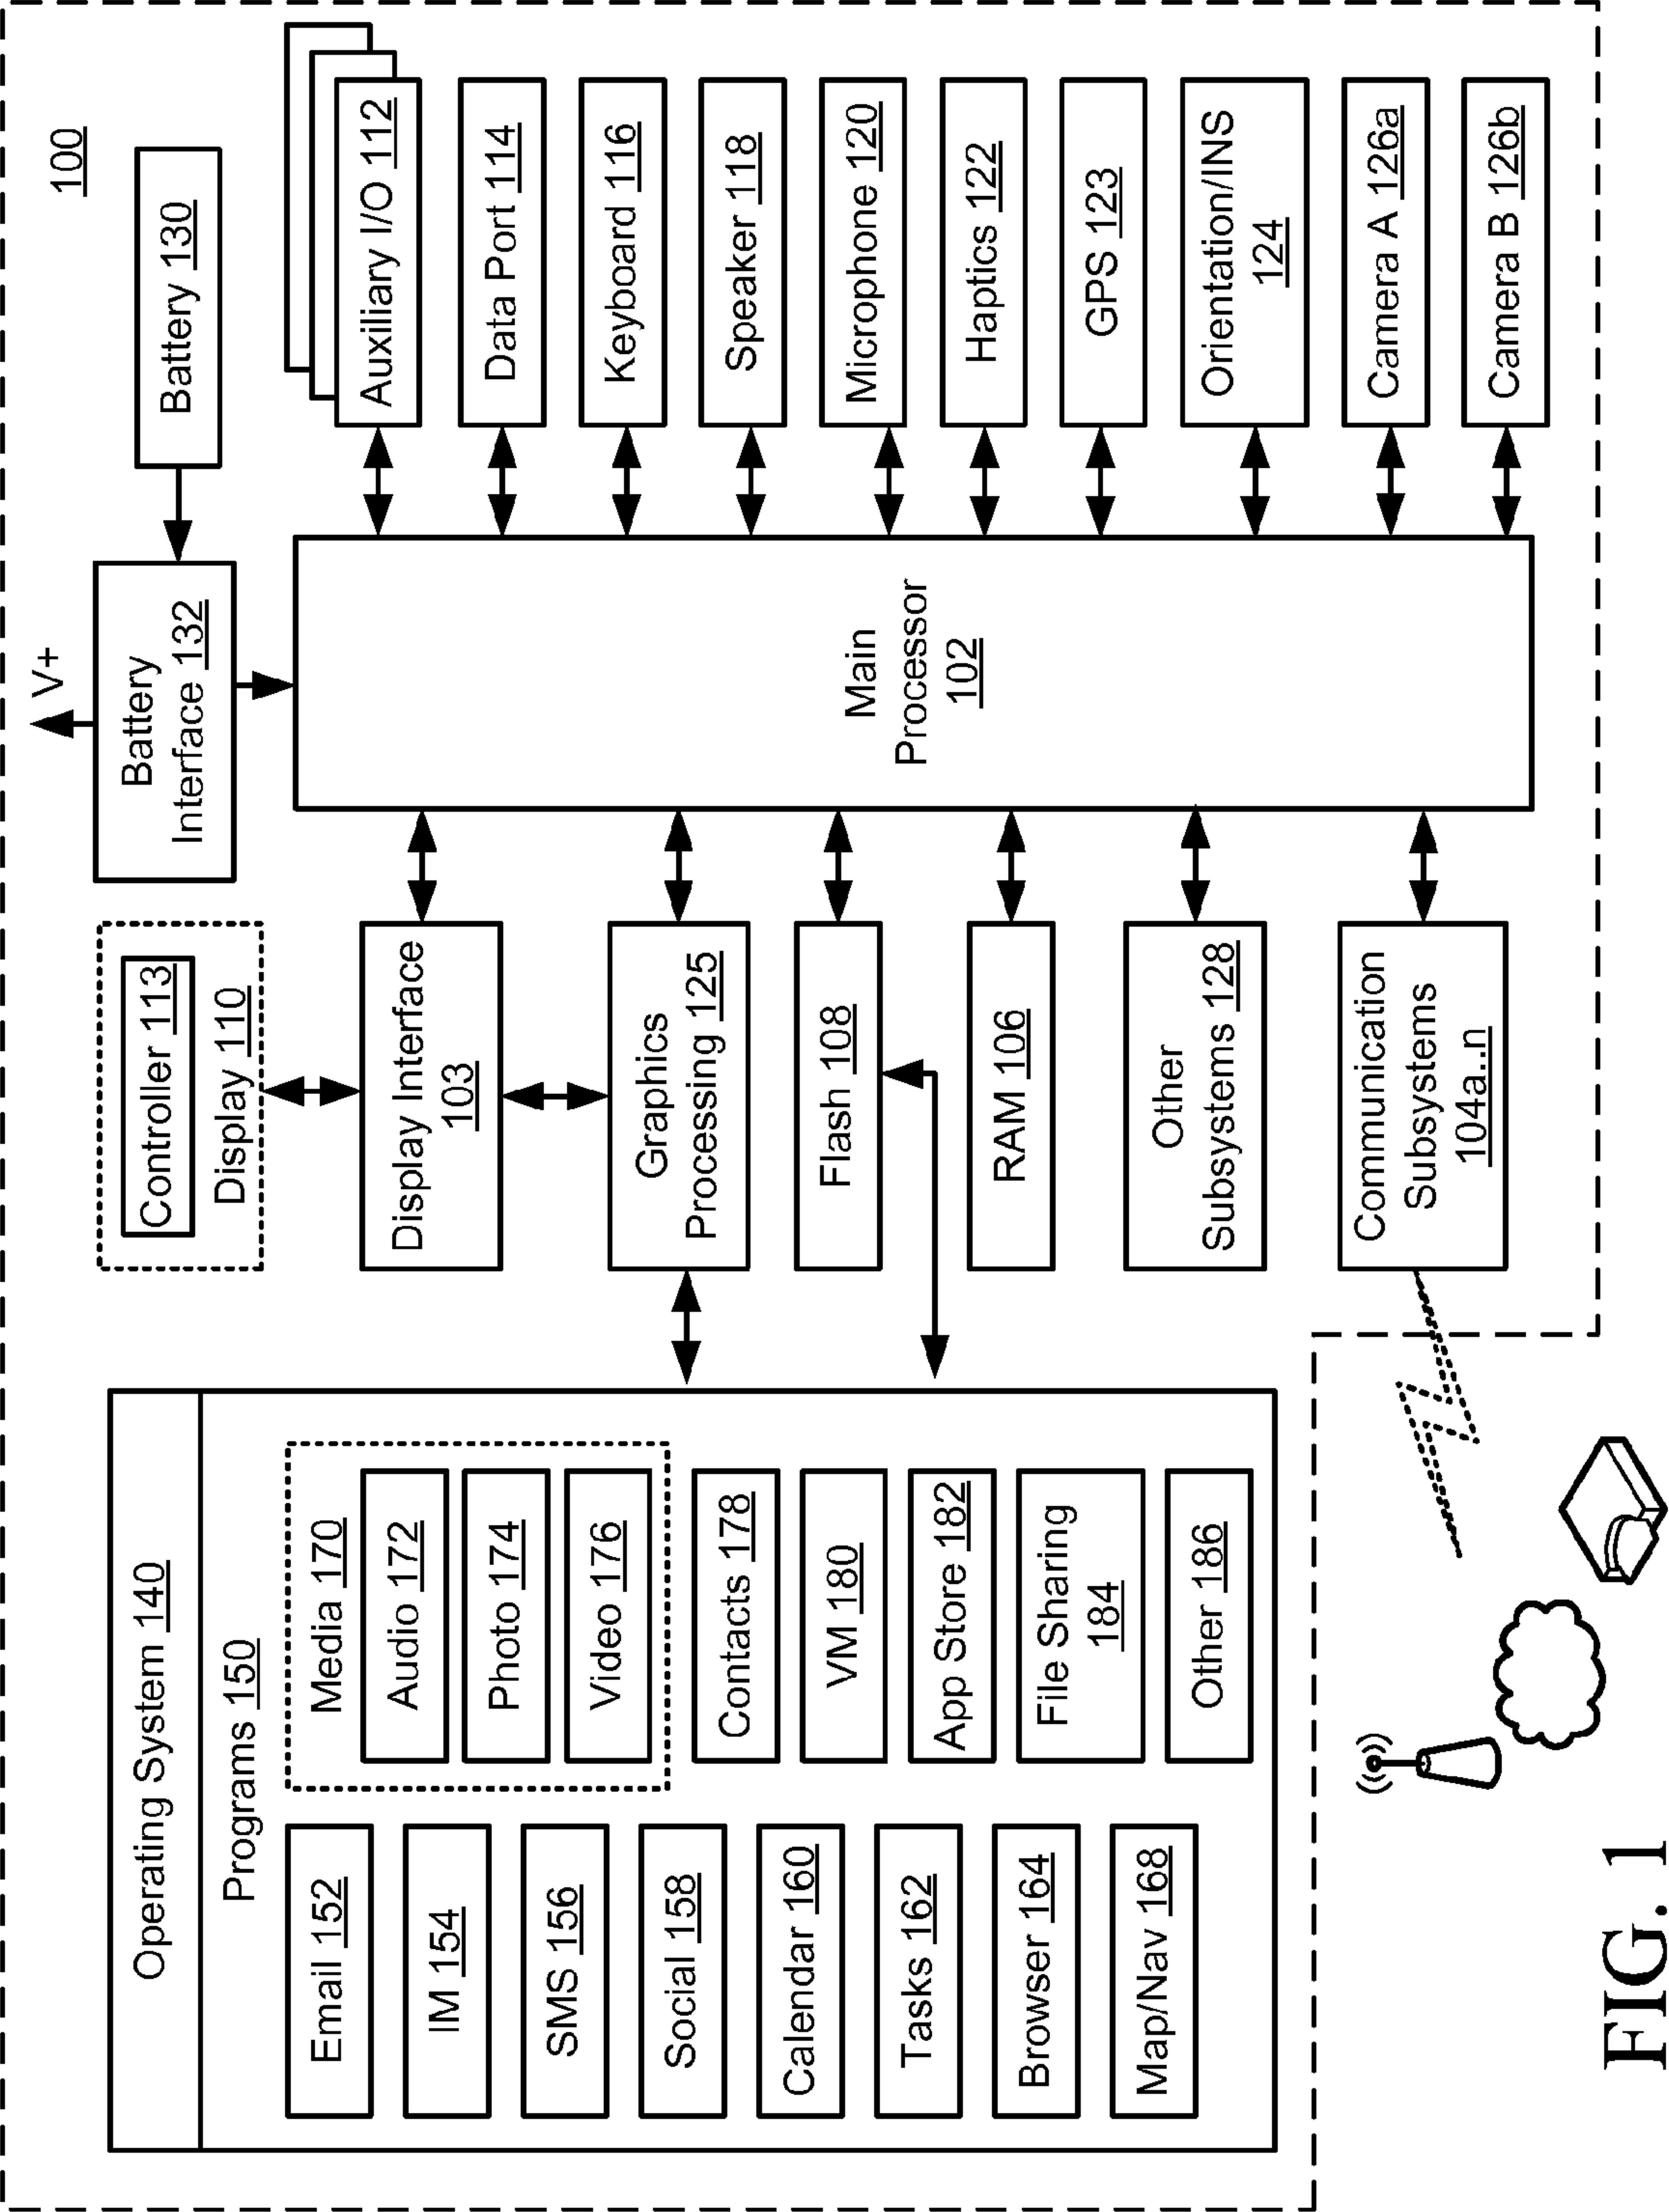 100
V+
Battery
Interface 132
Battery 130
Operating System 140
Programs 150
Email 152
IM 154
SMS 156
Social 158
Calendar 160
Tasks 162
Browser 164
Map/Nav 168
Media 170
Audio 172
Photo 174
Video 176
Contacts 178
VM 180
App Store 182
File Sharing
184
Other 186
Controller 113
Display 110
Display Interface
103
Graphics
Processing 125
Flash 108
RAM 106
Other
Subsystems 128
Communication
Subsystems
104a..n
Main
Processor
102
Auxiliary I/O 112
Data Port 114
Keyboard 116
Speaker 118
Microphone 120
Haptics 122
GPS 123
Orientation/INS
124
Camera A 126a
Camera B 126b
FIG. 1